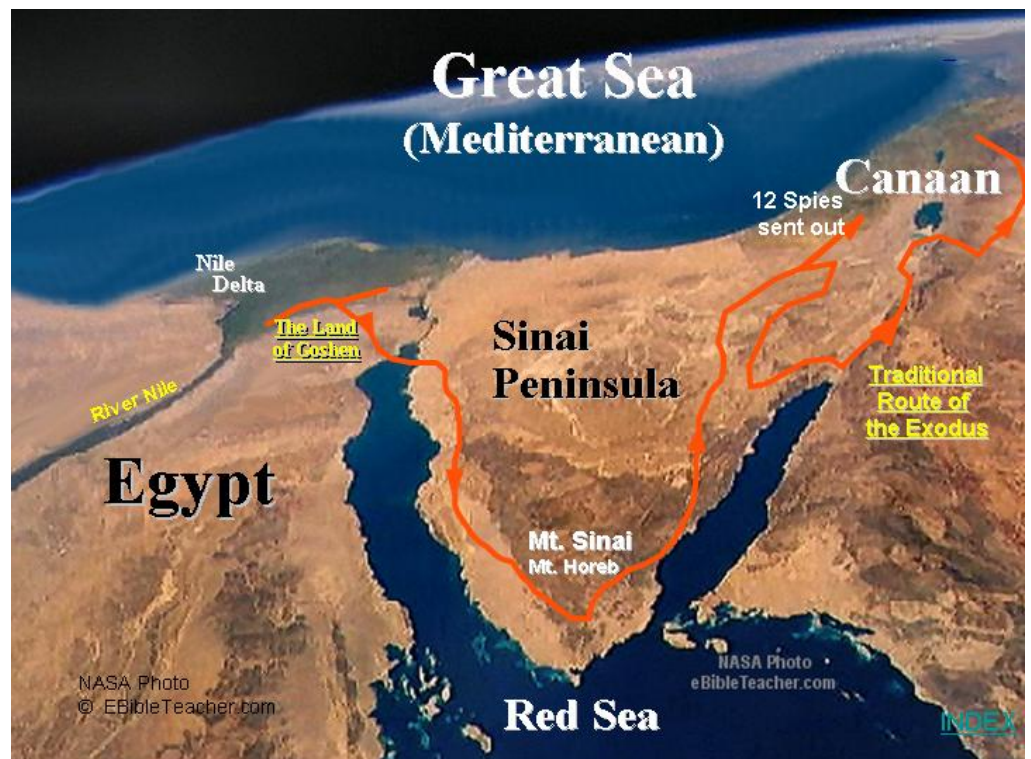 Great Sea
(Mediterranean)
Canaan
12 Spies
sent out
Nile
Delta
The Land
of Goshen
Sinai
Peninsula
River Nile
Traditional
Route of
the Exodus
Egypt
Mt. Sinai
Mt. Horeb
NASA Photo
eBibleTeacher.com
NASA Photo
© EBibleTeacher.com
Red Sea
INDEX